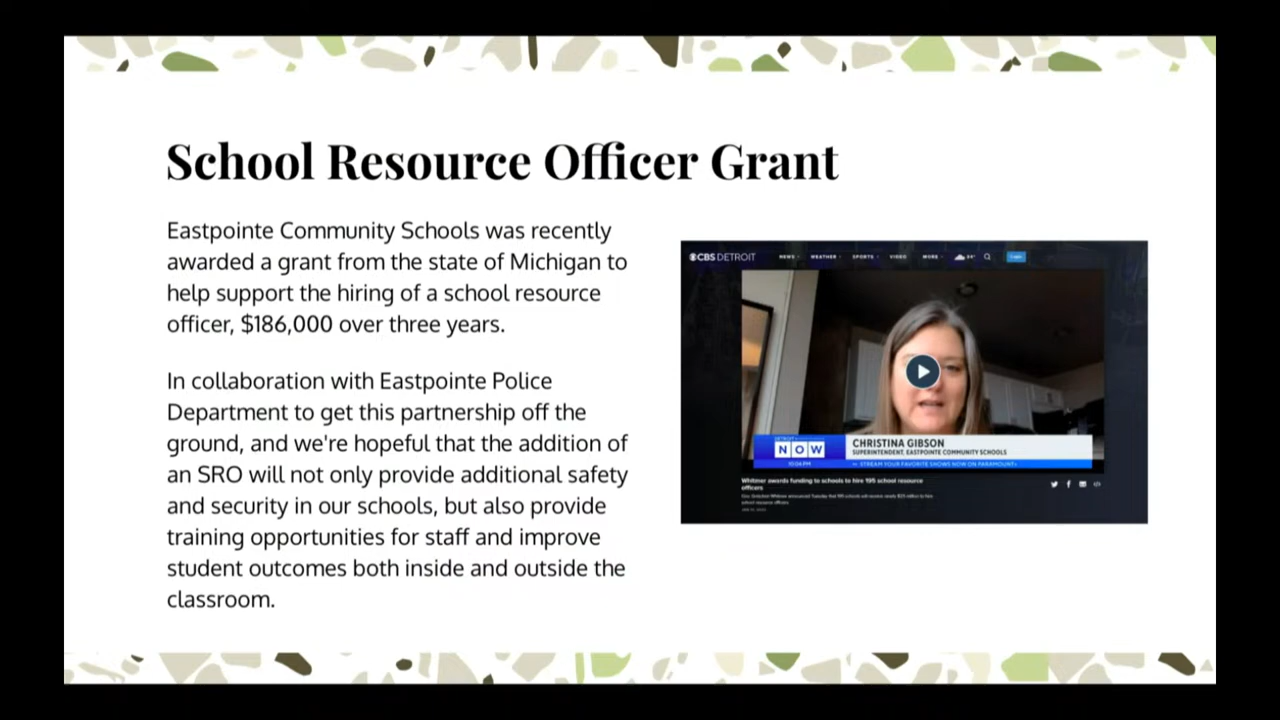 School Resource Officer Grant
Eastpointe Community Schools was recently
awarded a grant from the state of Michigan to
help support the hiring of a school resource
officer, $186,000 over three years.
In collaboration with Eastpointe Police
Department to get this partnership off the
ground, and we're hopeful that the addition of
an SRO will not only provide additional safety
and security in our schools, but also provide
training opportunities for staff and improve
student outcomes both inside and outside the
classroom.
CBS DETROIT NEWS WEATHER SPORTS VIDEO MORE
DETROIT
NOW
10:04 PM
CHRISTINA GIBSON
SUPERINTENDENT, EASTPOINTE COMMUNITY SCHOOLS
STREAM YOUR FAVORITE SHOWS NOW ON PARAMOUNT+
Whitmer awards funding to schools to hire 195 school resource
officers